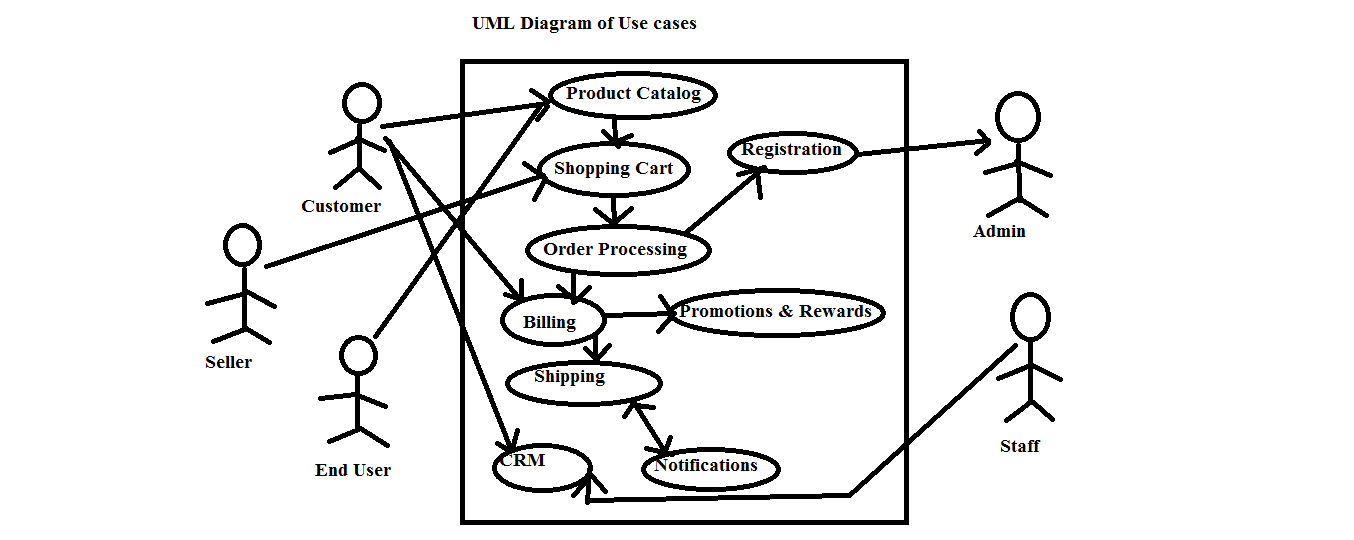 UML Diagram of Use cases
Product Catalog
Registration
Shopping Cart
Customer
Admin
Order Processing
Promotions & Rewards
Billing
Seller
Shipping
Staff
CRM
Notifications
End User